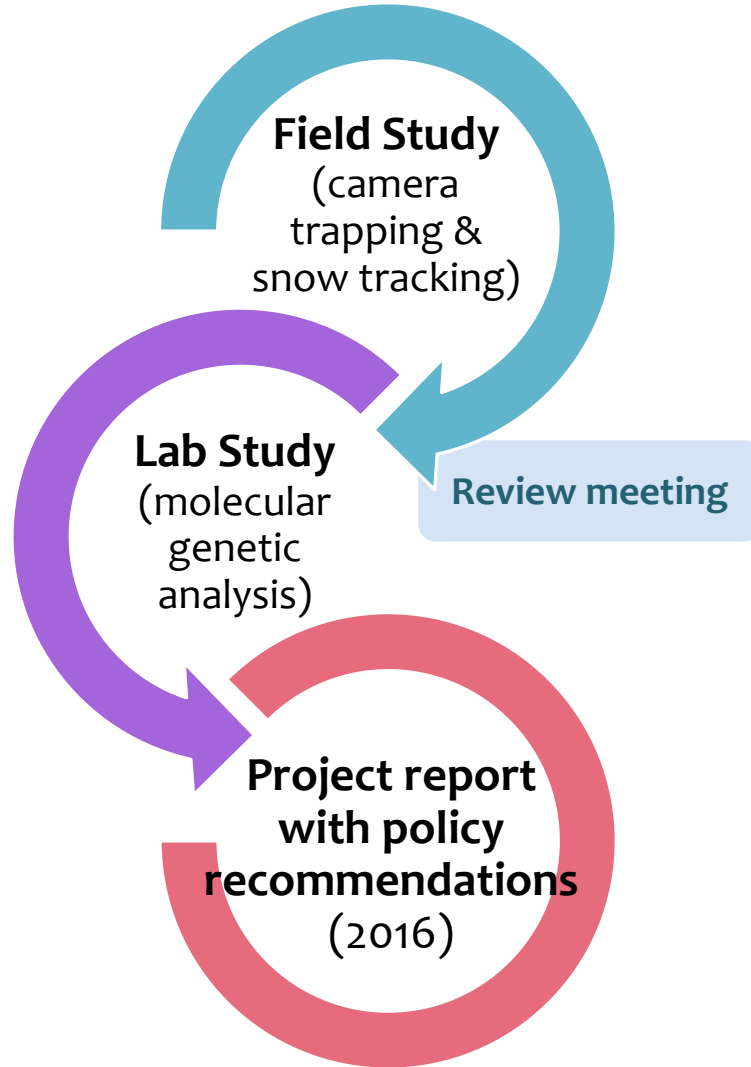 Field Study
(camera
trapping &
snow tracking)
Lab Study
(molecular
genetic
analysis)
Review meeting
Project report
with policy
recommendations
(2016)